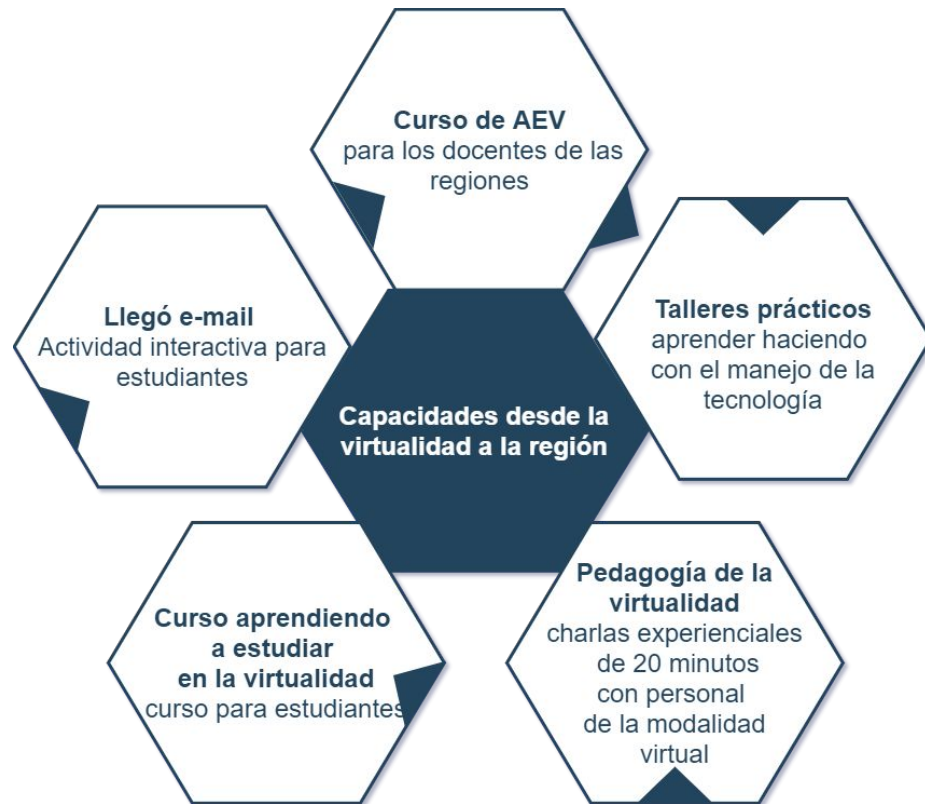 Curso de AEV
para los docentes de las
regiones
Llegó e-mail
Actividad interactiva para
estudiantes
Talleres prácticos
aprender haciendo
con el manejo de la
tecnología
Capacidades desde la
virtualidad a la región
Curso aprendiendo
a estudiar
en la virtualidad
curso para estudiantes
Pedagogía de la
virtualidad
charlas experienciales
de 20 minutos
con personal
de la modalidad
virtual